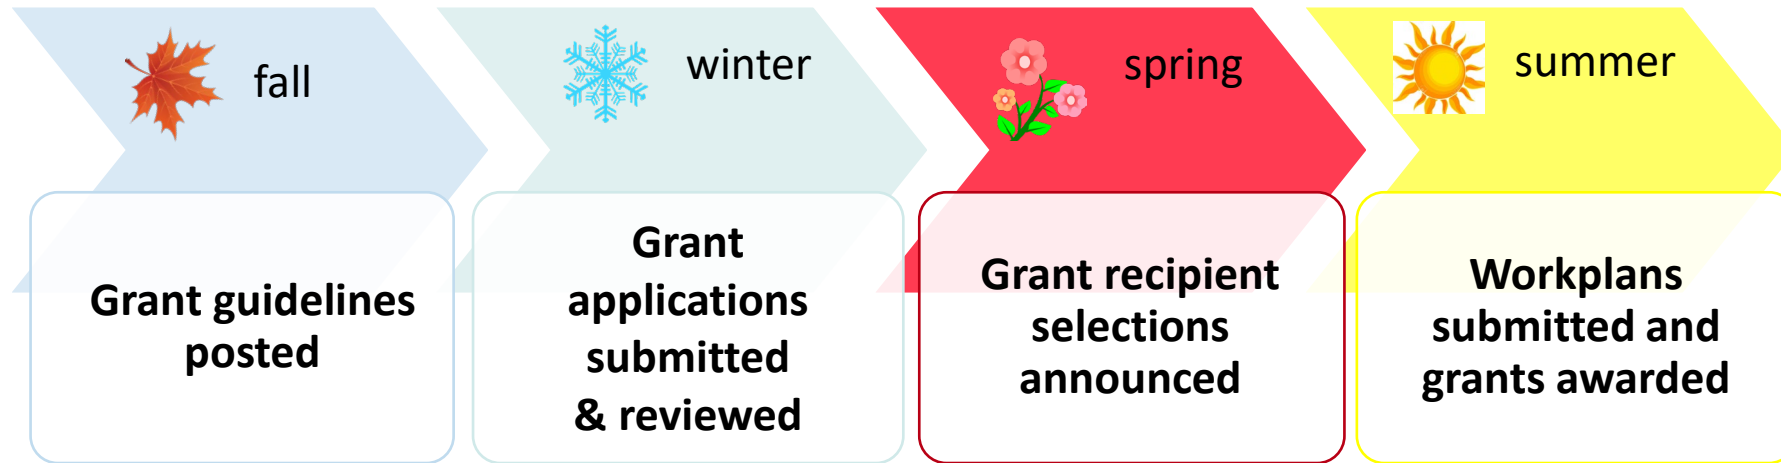 fall
Grant guidelines
posted
winter
Grant
applications
submitted
& reviewed
spring
Grant recipient
selections
announced
summer
Workplans
submitted and
grants awarded